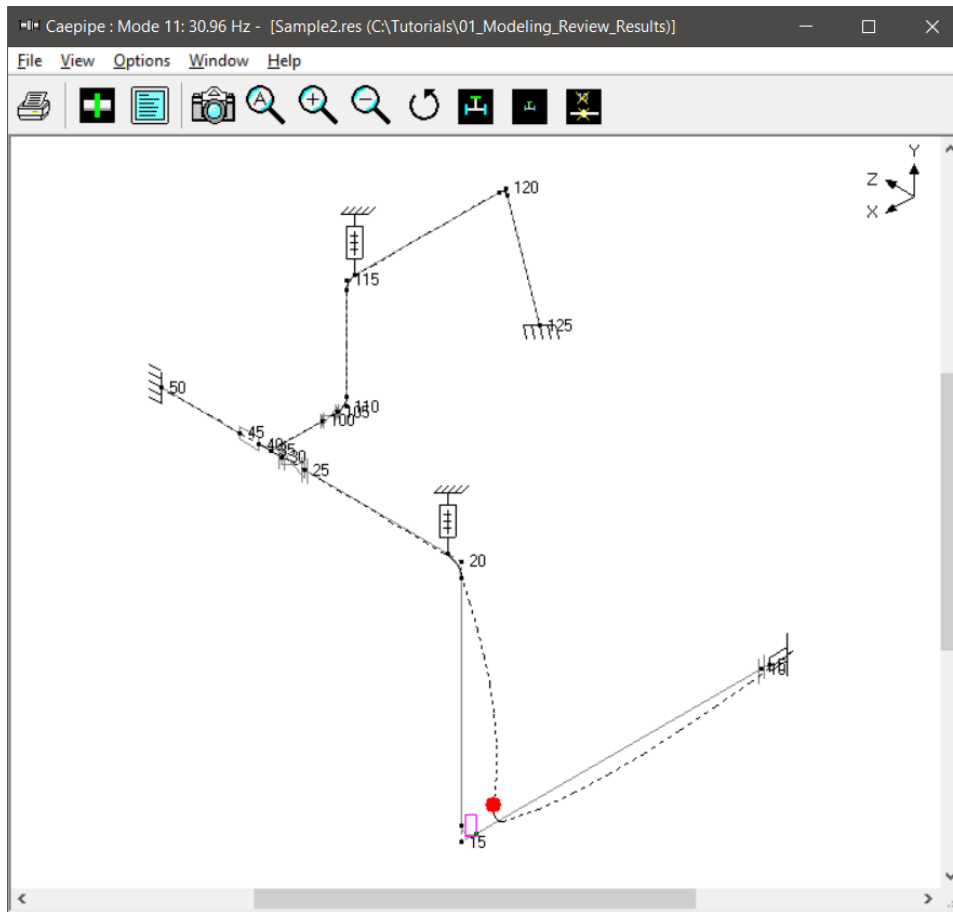 Caepipe : Mode 11: 30.96 Hz - [Sample2.res (C:\Tutorials\01_Modeling_Review_Results)]
File View Options Window Help
A
Y
Z
X
120
115
125
50
110
105
100
45
40
30
25
20
15